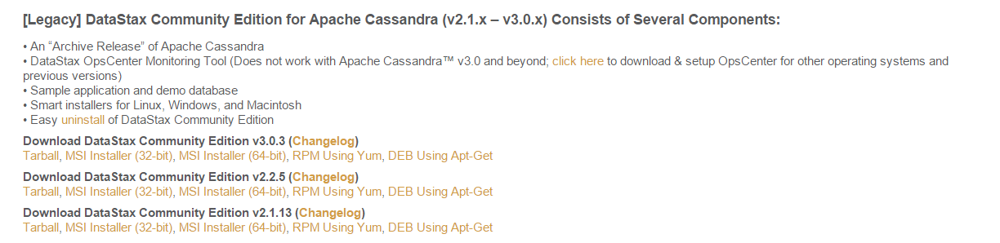 [Legacy] DataStax Community Edition for Apache Cassandra (v2.1.x – v3.0.x) Consists of Several Components:
• An “Archive Release” of Apache Cassandra
• DataStax OpsCenter Monitoring Tool (Does not work with Apache Cassandra™ v3.0 and beyond; click here to download & setup OpsCenter for other operating systems and
previous versions)
• Sample application and demo database
• Smart installers for Linux, Windows, and Macintosh
• Easy uninstall of DataStax Community Edition
Download DataStax Community Edition v3.0.3 (Changelog)
Tarball, MSI Installer (32-bit), MSI Installer (64-bit), RPM Using Yum, DEB Using Apt-Get
Download DataStax Community Edition v2.2.5 (Changelog)
Tarball, MSI Installer (32-bit), MSI Installer (64-bit), RPM Using Yum, DEB Using Apt-Get
Download DataStax Community Edition v2.1.13 (Changelog)
Tarball, MSI Installer (32-bit), MSI Installer (64-bit), RPM Using Yum, DEB Using Apt-Get